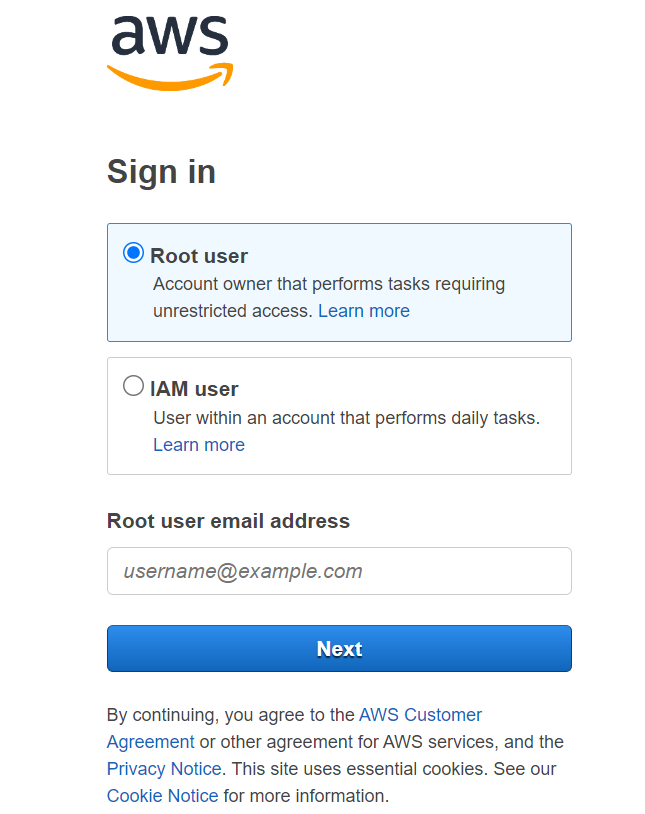 aws
Sign in
Root user
Account owner that performs tasks requiring
unrestricted access. Learn more
IAM user
User within an account that performs daily tasks.
Learn more
Root user email address
username@example.com
Next
By continuing, you agree to the AWS Customer
Agreement or other agreement for AWS services, and the
Privacy Notice. This site uses essential cookies. See our
Cookie Notice for more information.